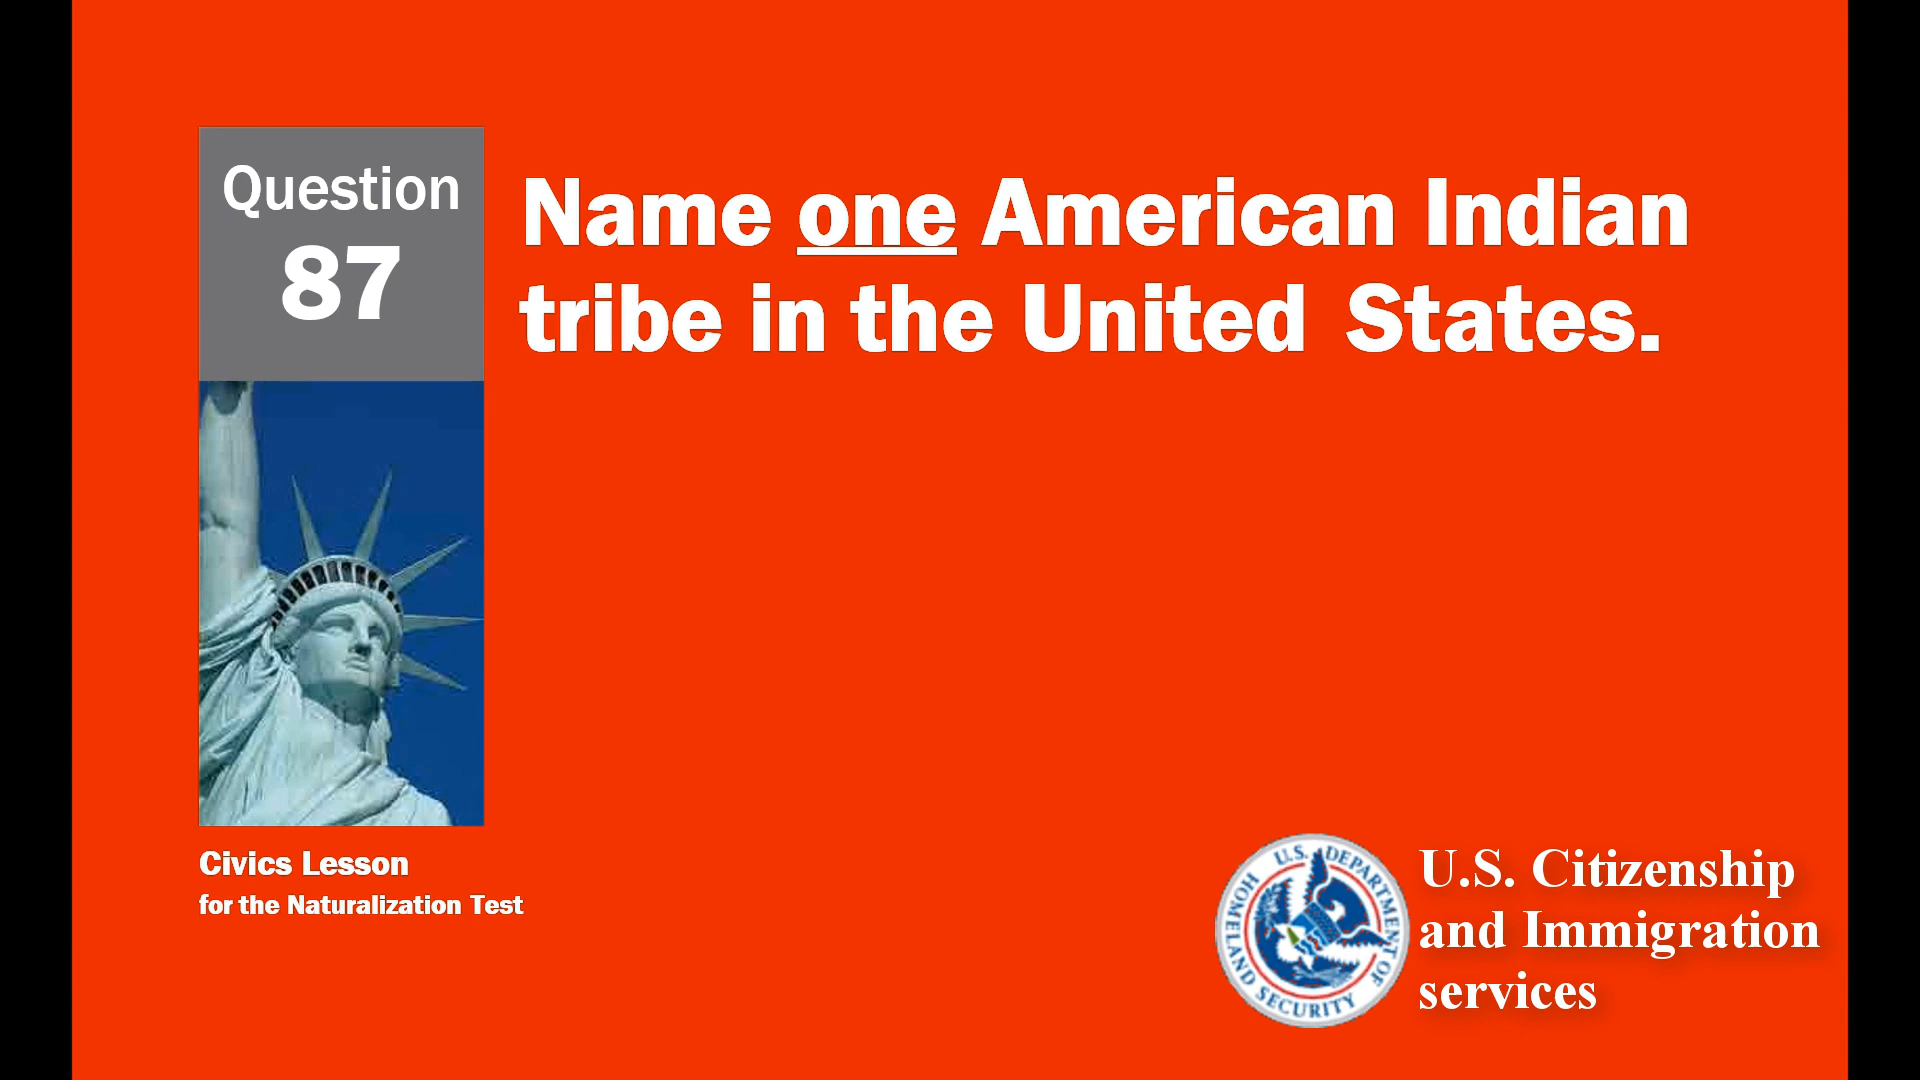 Question
87
Name one American Indian
tribe in the United States.
Civics Lesson
for the Naturalization Test
U.S. DEPARTMENT OF
HOMELAND SECURITY
U.S. Citizenship
and Immigration
services